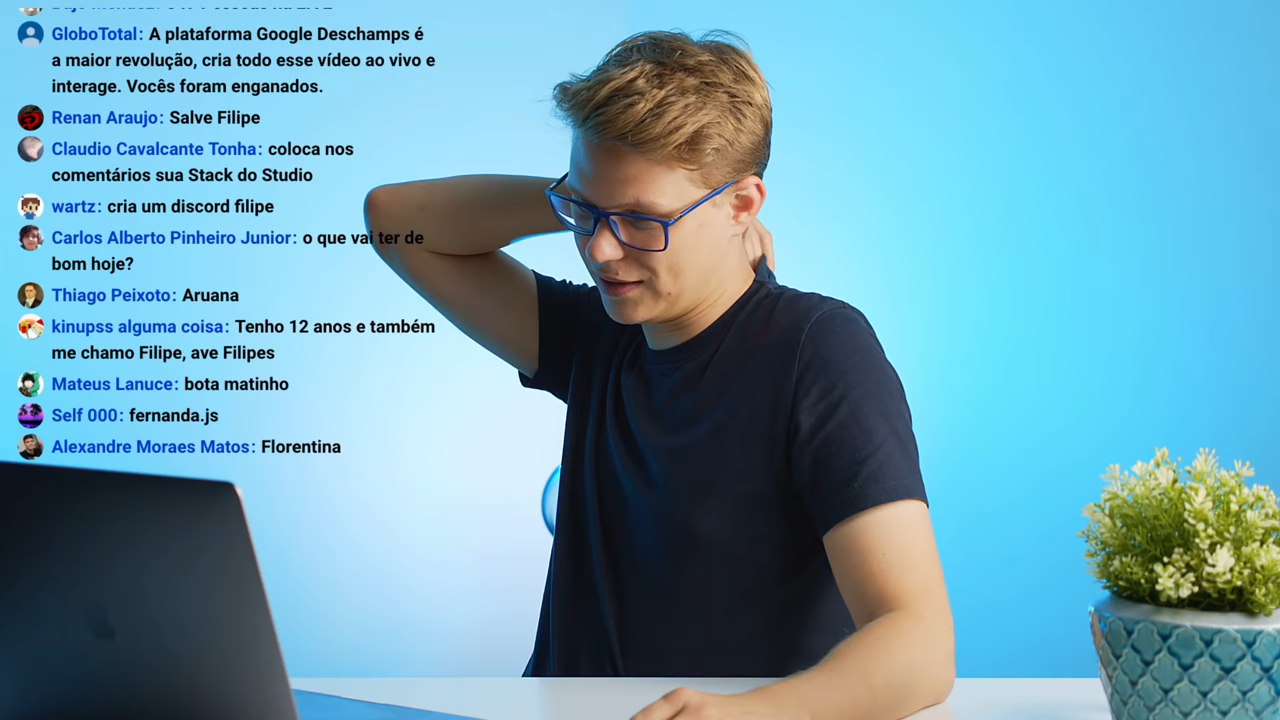 GloboTotal: A plataforma Google Deschamps é
a maior revolução, cria todo esse vídeo ao vivo e
interage. Vocês foram enganados.
Renan Araujo: Salve Filipe
Claudio Cavalcante Tonha: coloca nos
comentários sua Stack do Studio
wartz: cria um discord filipe
Carlos Alberto Pinheiro Junior: o que vai ter de
bom hoje?
Thiago Peixoto: Aruana
kinupss alguma coisa: Tenho 12 anos e também
me chamo Filipe, ave Filipes
Mateus Lanuce: bota matinho
Self 000: fernanda.js
Alexandre Moraes Matos: Florentina